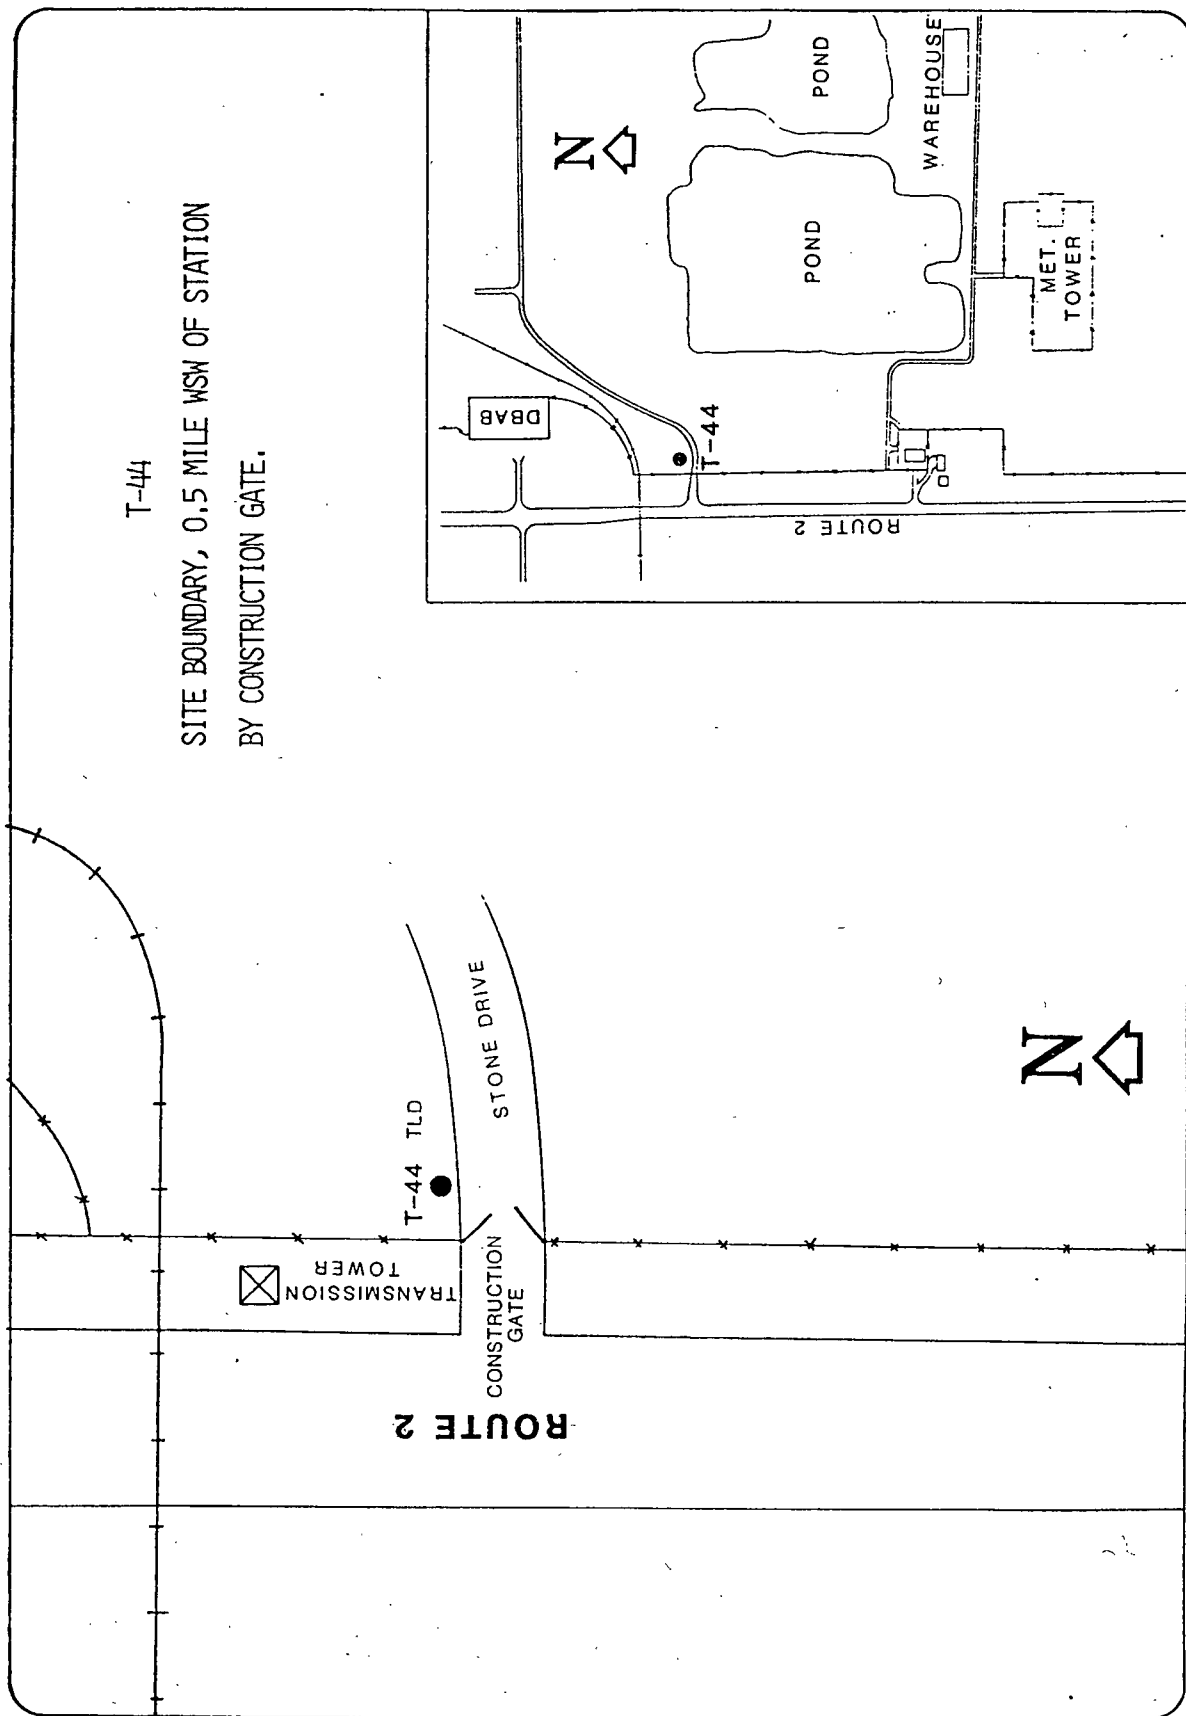 T-44
SITE BOUNDARY, 0.5 MILE WSW OF STATION
BY CONSTRUCTION GATE.
T-44 TLD
STONE DRIVE
TRANSMISSION
TOWER
CONSTRUCTION
GATE
ROUTE 2
N
N
DBAB
T-44
ROUTE 2
POND
POND
WAREHOUSE
MET.
TOWER